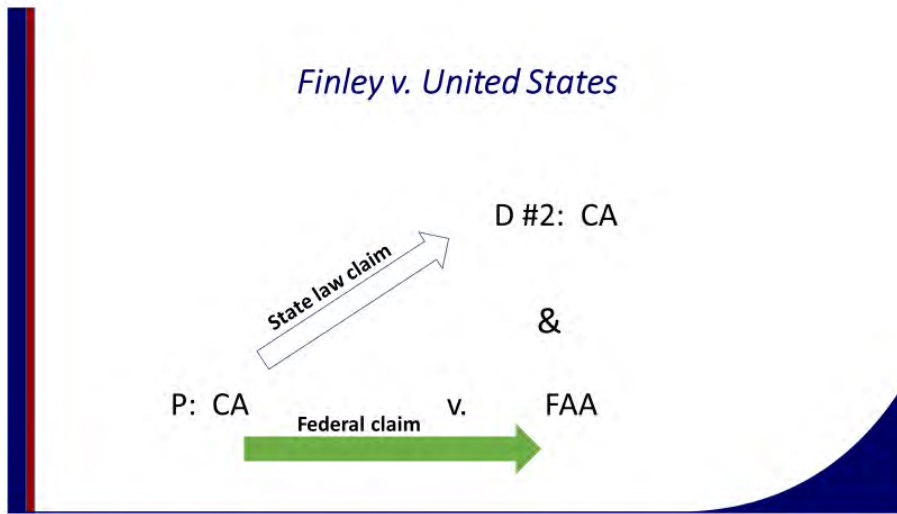 Finley v. United States
D #2: CA
State law claim
&
P: CA v. FAA
Federal claim